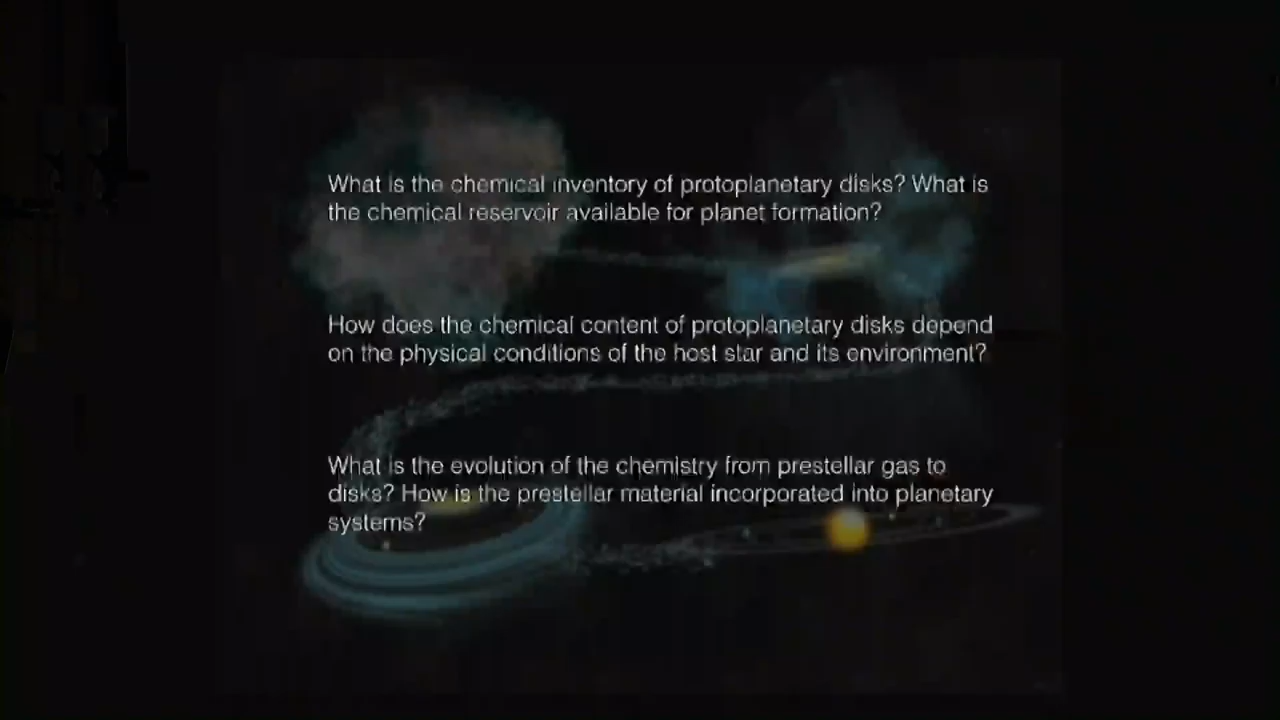 What is the chemical inventory of protoplanetary disks? What is
the chemical reservoir available for planet formation?
How does the chemical content of protoplanetary disks depend
on the physical conditions of the host star and its environment?
What is the evolution of the chemistry from prestellar gas to
disks? How is the prestellar material incorporated into planetary
systems?